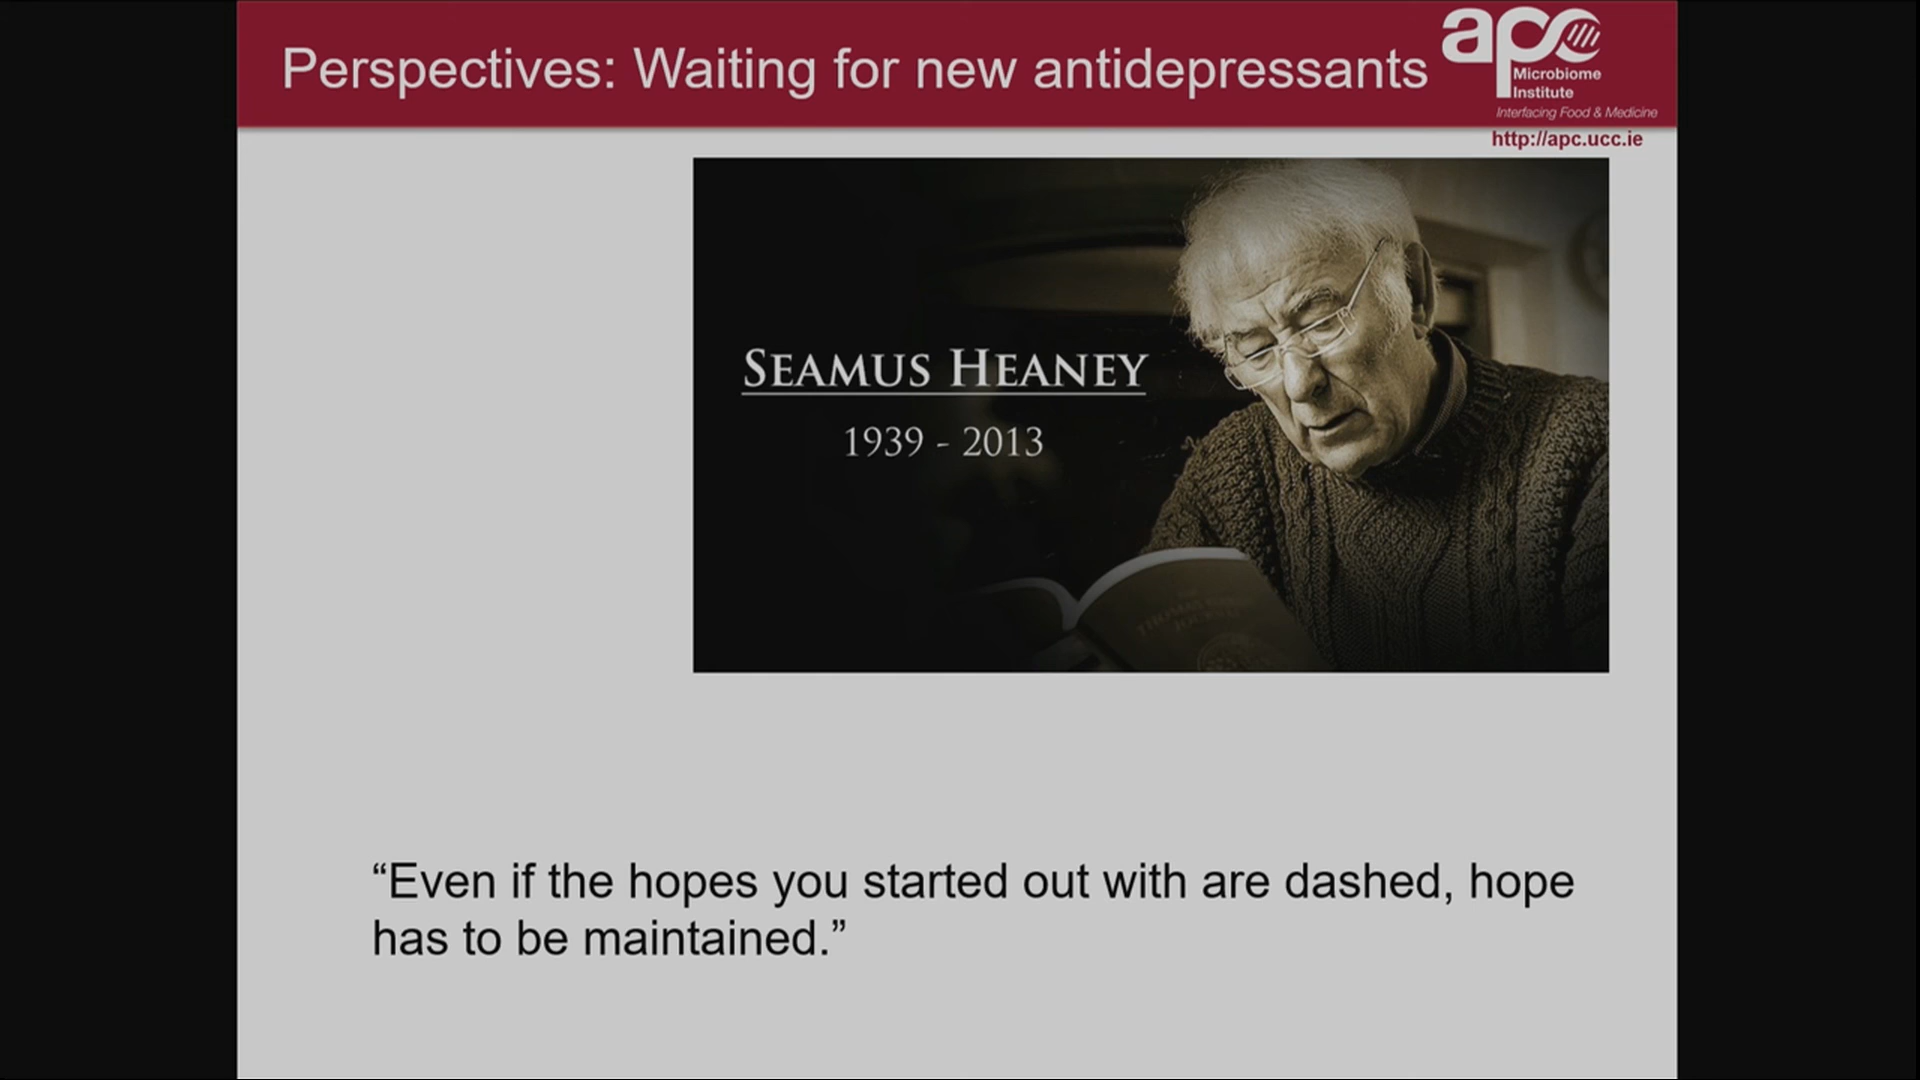 Perspectives: Waiting for new antidepressants
apc
Microbiome
Institute
Interfacing Food & Medicine
http://apc.ucc.ie
SEAMUS HEANEY
1939 - 2013
“Even if the hopes you started out with are dashed, hope
has to be maintained.”